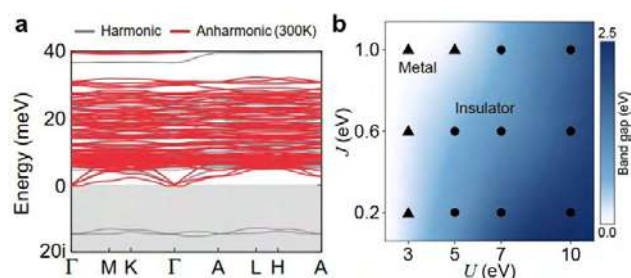 a
Harmonic
Anharmonic (300K)
Energy (meV)
40
20
0
20i
Γ
M
K
Γ
A
L
H
A
b
J (eV)
1.0
0.6
0.2
Metal
Insulator
3
5
7
10
U (eV)
2.5
Band gap (eV)
0.0